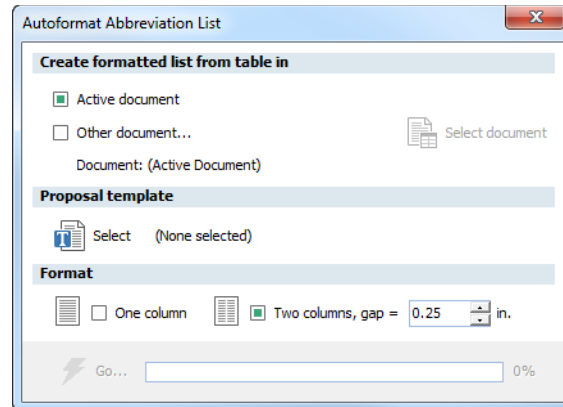 Autoformat Abbreviation List
Create formatted list from table in
Active document
Other document... Select document
Document: (Active Document)
Proposal template
T Select (None selected)
Format
One column Two columns, gap = 0.25 in.
Go... 0%